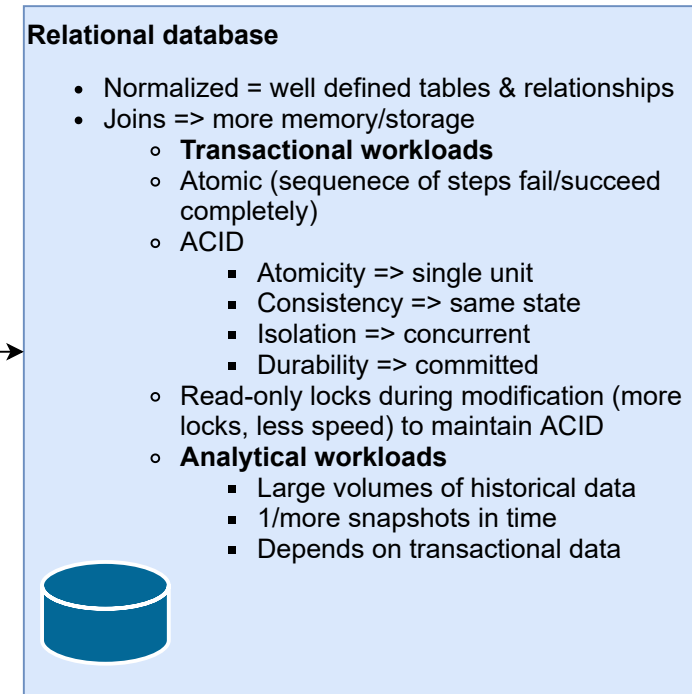 Relational database
• Normalized = well defined tables & relationships
• Joins => more memory/storage
◦ Transactional workloads
◦ Atomic (sequenece of steps fail/succeed
completely)
◦ ACID
▪ Atomicity => single unit
▪ Consistency => same state
▪ Isolation => concurrent
▪ Durability => committed
◦ Read-only locks during modification (more
locks, less speed) to maintain ACID
◦ Analytical workloads
▪ Large volumes of historical data
▪ 1/more snapshots in time
▪ Depends on transactional data